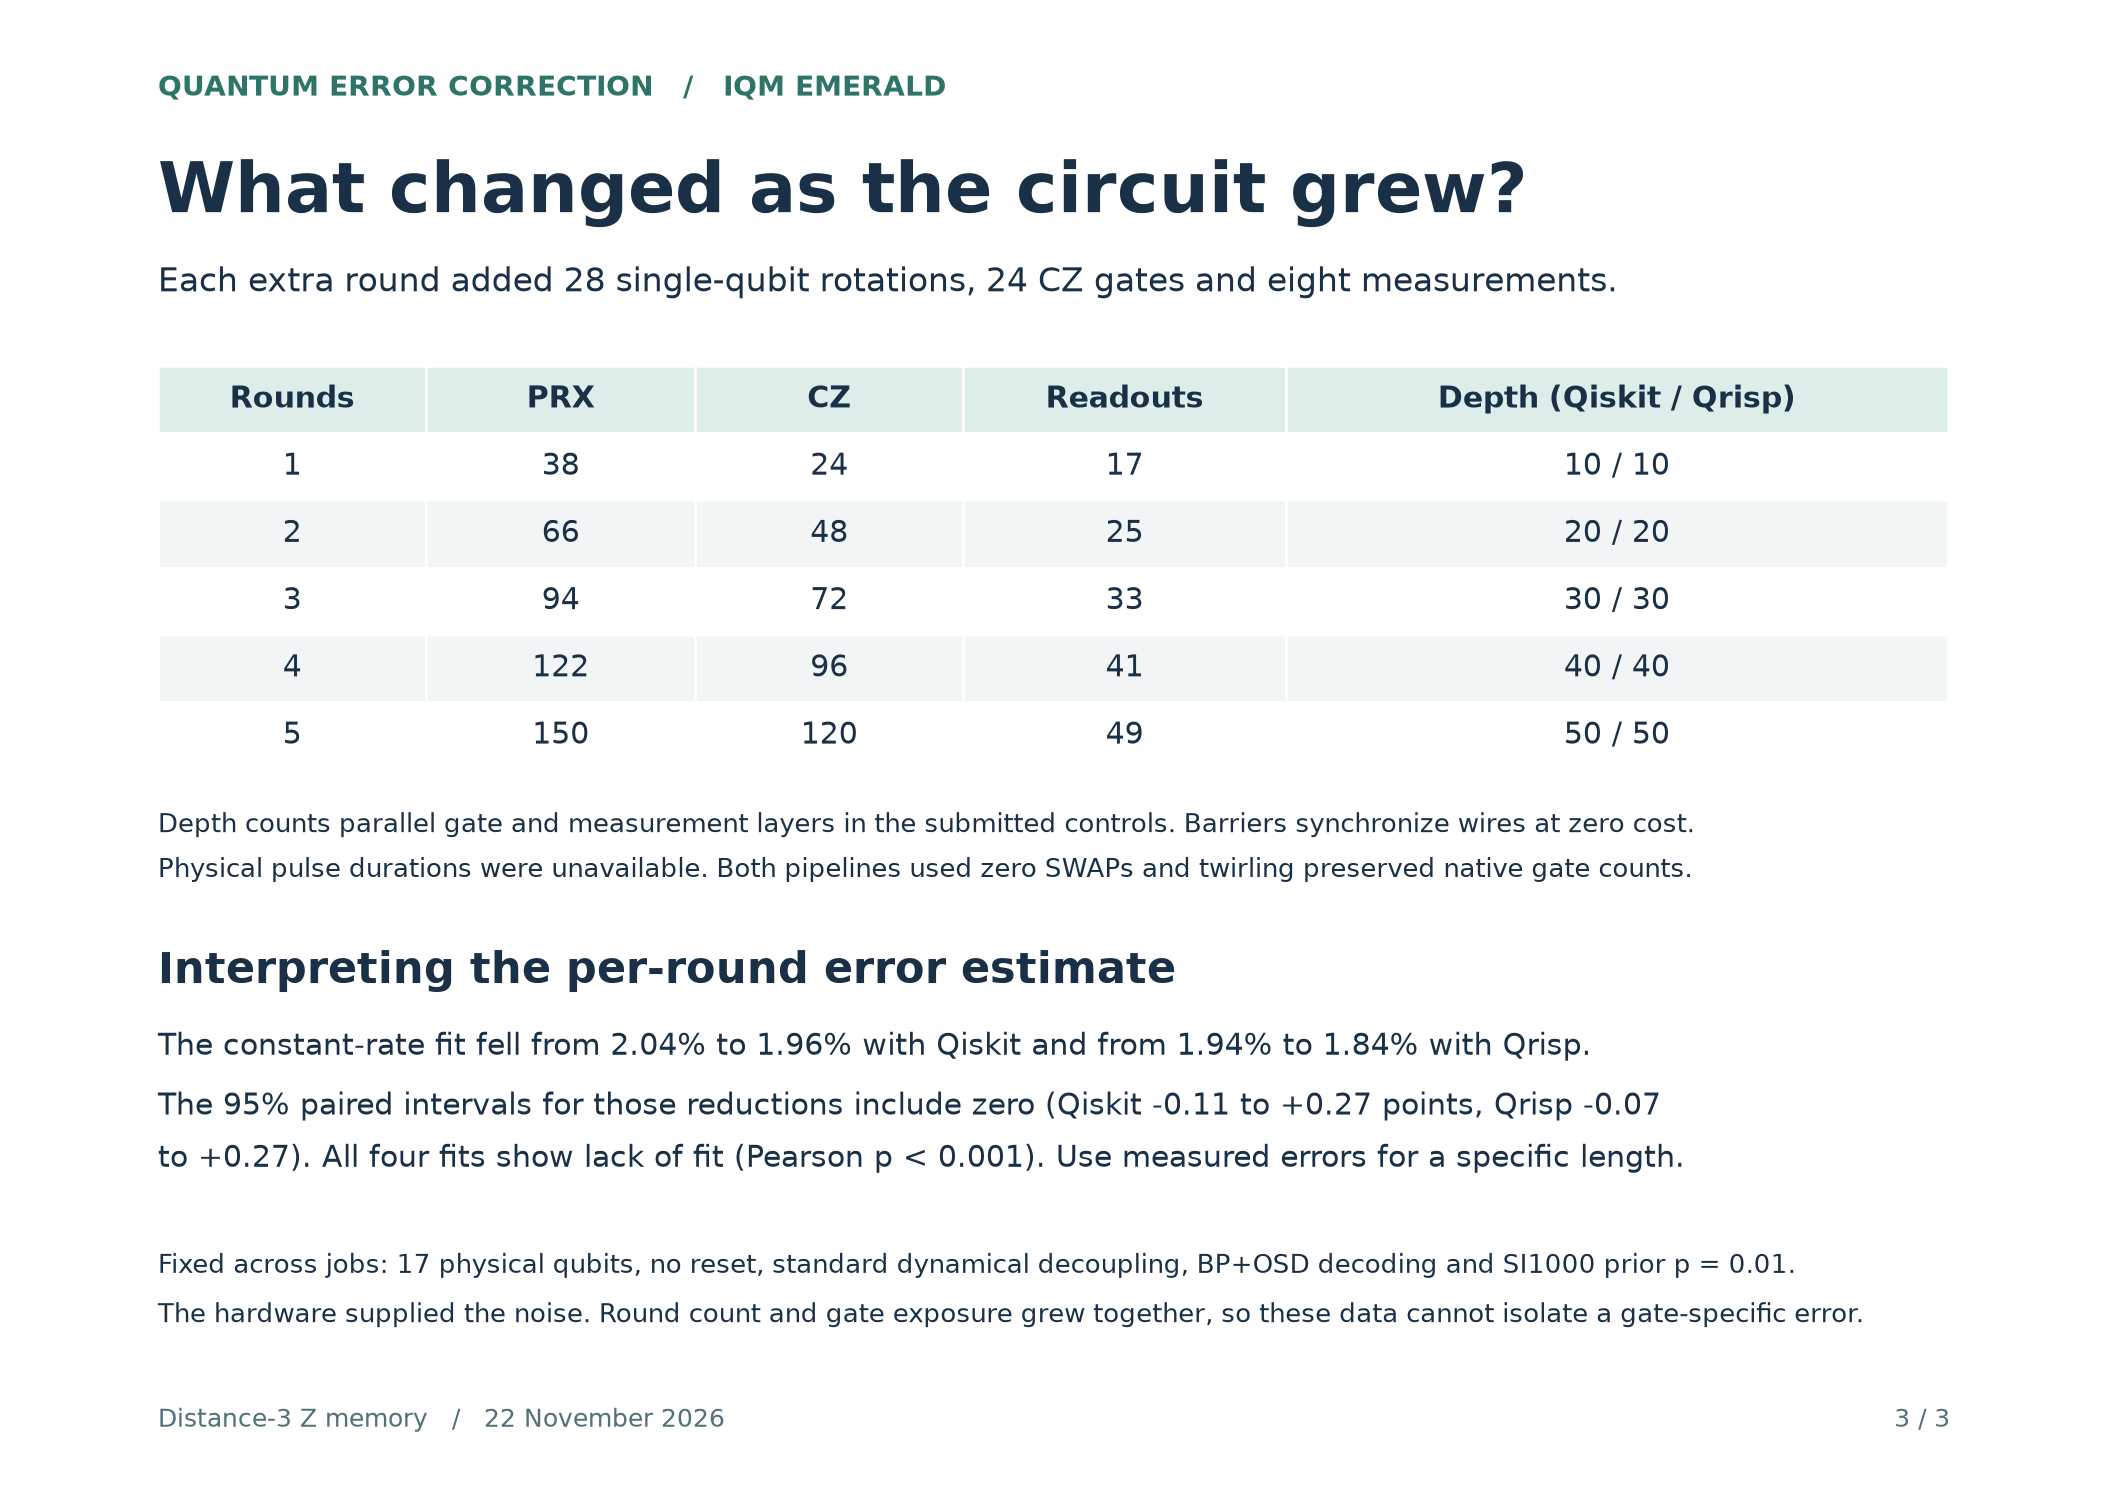 QUANTUM ERROR CORRECTION / IQM EMERALD
What changed as the circuit grew?
Each extra round added 28 single-qubit rotations, 24 CZ gates and eight measurements.
Rounds PRX CZ Readouts Depth (Qiskit / Qrisp)
1 38 24 17 10 / 10
2 66 48 25 20 / 20
3 94 72 33 30 / 30
4 122 96 41 40 / 40
5 150 120 49 50 / 50
Depth counts parallel gate and measurement layers in the submitted controls. Barriers synchronize wires at zero cost.
Physical pulse durations were unavailable. Both pipelines used zero SWAPs and twirling preserved native gate counts.
Interpreting the per-round error estimate
The constant-rate fit fell from 2.04% to 1.96% with Qiskit and from 1.94% to 1.84% with Qrisp.
The 95% paired intervals for those reductions include zero (Qiskit -0.11 to +0.27 points, Qrisp -0.07
to +0.27). All four fits show lack of fit (Pearson p < 0.001). Use measured errors for a specific length.
Fixed across jobs: 17 physical qubits, no reset, standard dynamical decoupling, BP+OSD decoding and SI1000 prior p = 0.01.
The hardware supplied the noise. Round count and gate exposure grew together, so these data cannot isolate a gate-specific error.
Distance-3 Z memory / 22 November 2026
3 / 3